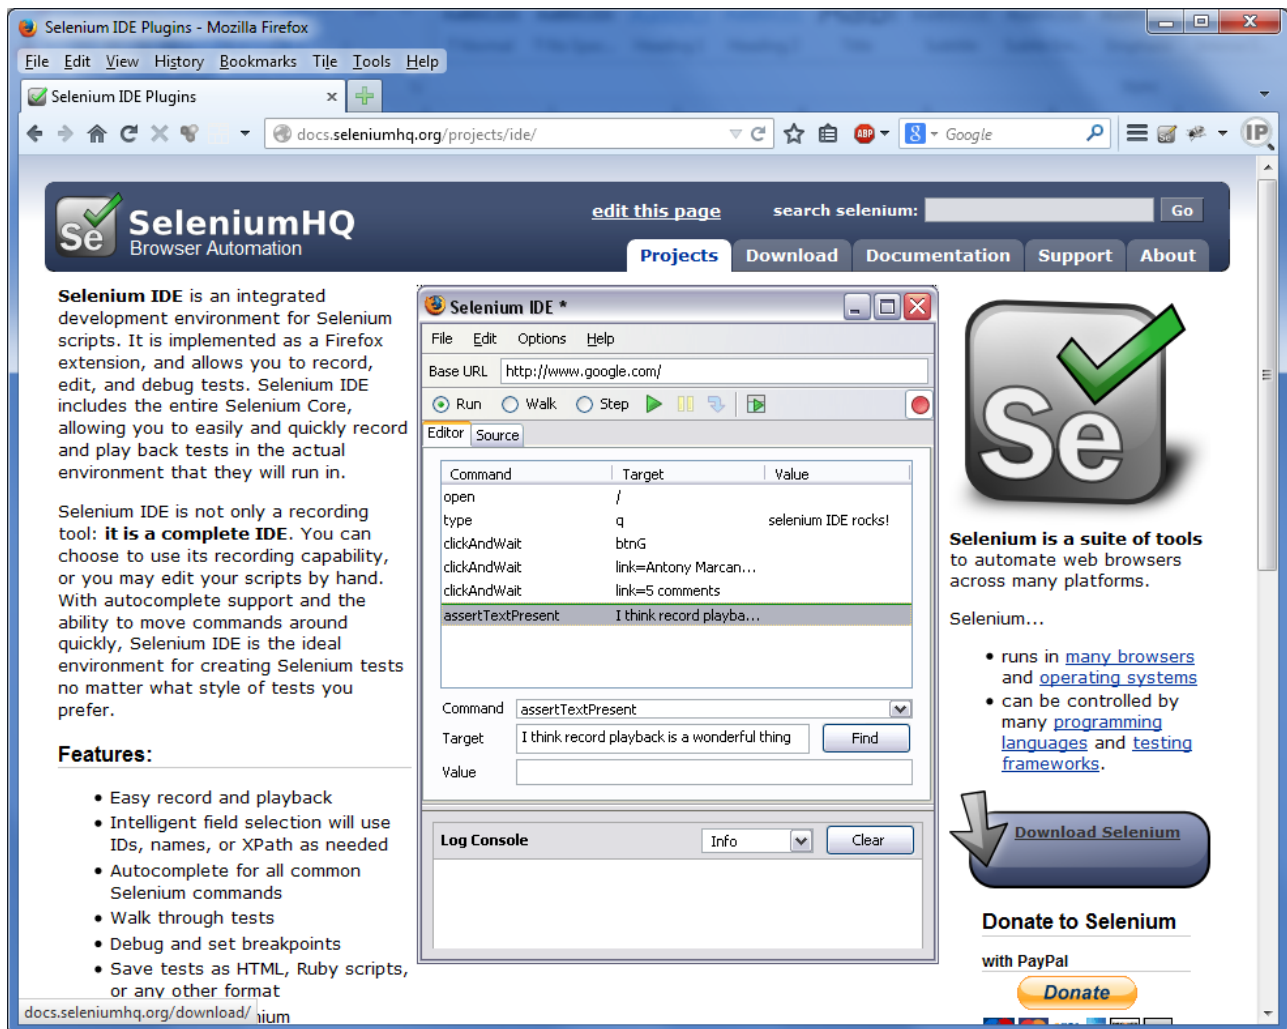 Selenium IDE Plugins - Mozilla Firefox
File Edit View History Bookmarks Tile Tools Help
Selenium IDE Plugins
docs.seleniumhq.org/projects/ide/
ABP
8 Google
IP
Se
SeleniumHQ
Browser Automation
edit this page
search selenium:
Go
Projects Download Documentation Support About
Selenium IDE is an integrated
development environment for Selenium
scripts. It is implemented as a Firefox
extension, and allows you to record,
edit, and debug tests. Selenium IDE
includes the entire Selenium Core,
allowing you to easily and quickly record
and play back tests in the actual
environment that they will run in.
Selenium IDE is not only a recording
tool: it is a complete IDE. You can
choose to use its recording capability,
or you may edit your scripts by hand.
With autocomplete support and the
ability to move commands around
quickly, Selenium IDE is the ideal
environment for creating Selenium tests
no matter what style of tests you
prefer.
Features:
• Easy record and playback
• Intelligent field selection will use
IDs, names, or XPath as needed
• Autocomplete for all common
Selenium commands
• Walk through tests
• Debug and set breakpoints
• Save tests as HTML, Ruby scripts,
or any other format
docs.seleniumhq.org/download/
nium
Selenium IDE *
File Edit Options Help
Base URL http://www.google.com/
Run Walk Step
Editor Source
Command Target Value
open /
type q selenium IDE rocks!
clickAndWait btnG
clickAndWait link=Antony Marcan...
clickAndWait link=5 comments
assertTextPresent I think record playba...
Command assertTextPresent
Target I think record playback is a wonderful thing Find
Value
Log Console Info Clear
Se
Selenium is a suite of tools
to automate web browsers
across many platforms.
Selenium...
• runs in many browsers
and operating systems
• can be controlled by
many programming
languages and testing
frameworks.
Download Selenium
Donate to Selenium
with PayPal
Donate